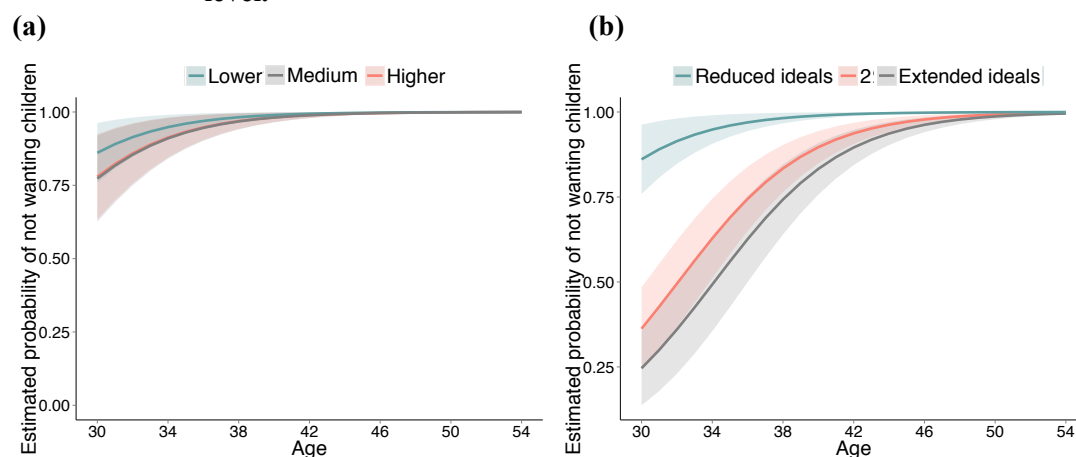 (a)
(b)
Lower Medium Higher
Reduced ideals 2 Extended ideals
Estimated probability of not wanting children
1.00
0.75
0.50
0.25
0.00
30 34 38 42 46 50 54
Age
Estimated probability of not wanting children
1.00
0.75
0.50
0.25
30 34 38 42 46 50 54
Age